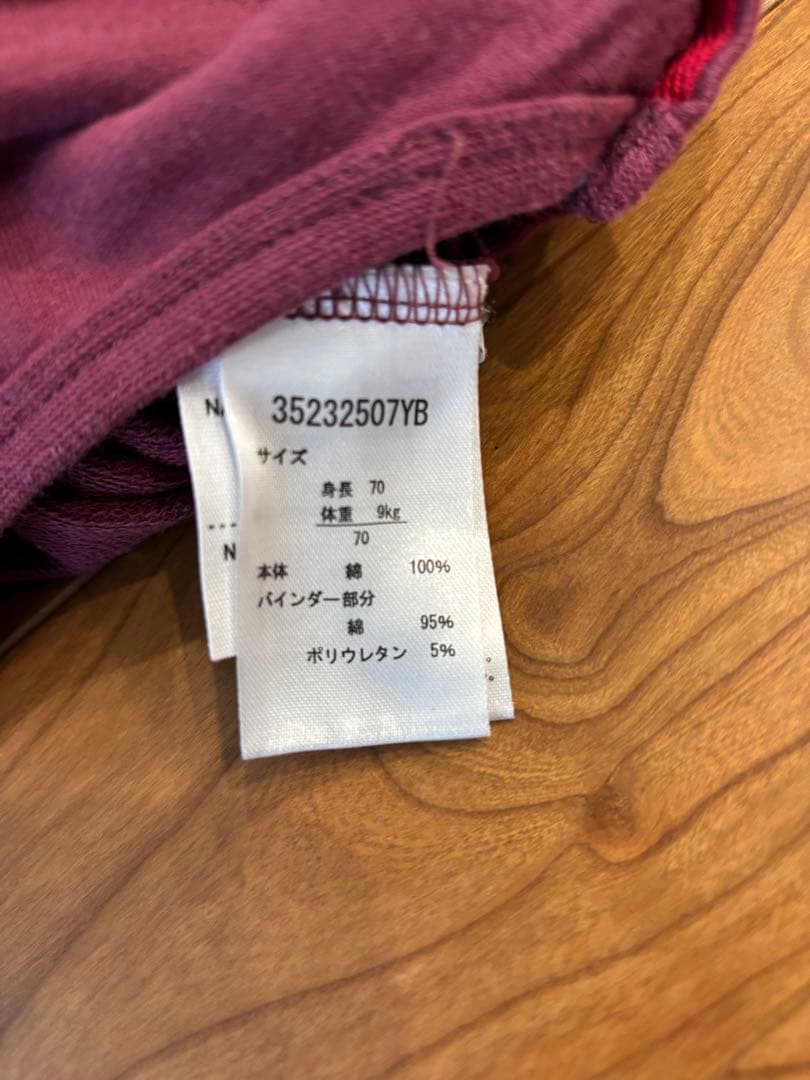 35232507YB
サイズ
身長 70
体重 9kg
70
本体 綿 100%
バインダー部分
綿 95%
ポリウレタン 5%